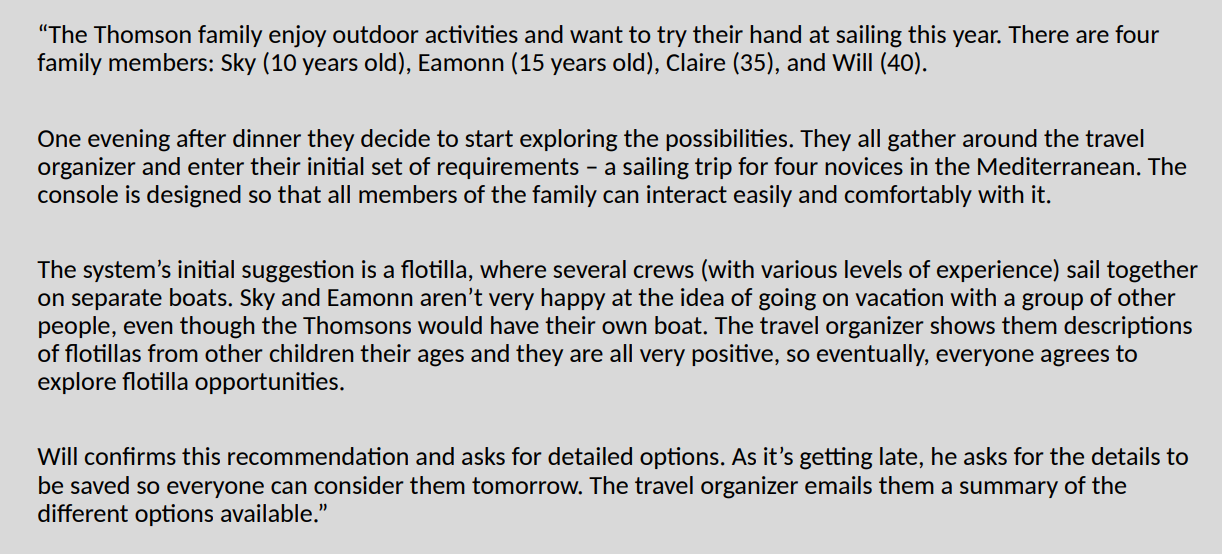 “The Thomson family enjoy outdoor activities and want to try their hand at sailing this year. There are four
family members: Sky (10 years old), Eamonn (15 years old), Claire (35), and Will (40).
One evening after dinner they decide to start exploring the possibilities. They all gather around the travel
organizer and enter their initial set of requirements – a sailing trip for four novices in the Mediterranean. The
console is designed so that all members of the family can interact easily and comfortably with it.
The system’s initial suggestion is a flotilla, where several crews (with various levels of experience) sail together
on separate boats. Sky and Eamonn aren’t very happy at the idea of going on vacation with a group of other
people, even though the Thomsons would have their own boat. The travel organizer shows them descriptions
of flotillas from other children their ages and they are all very positive, so eventually, everyone agrees to
explore flotilla opportunities.
Will confirms this recommendation and asks for detailed options. As it’s getting late, he asks for the details to
be saved so everyone can consider them tomorrow. The travel organizer emails them a summary of the
different options available.”